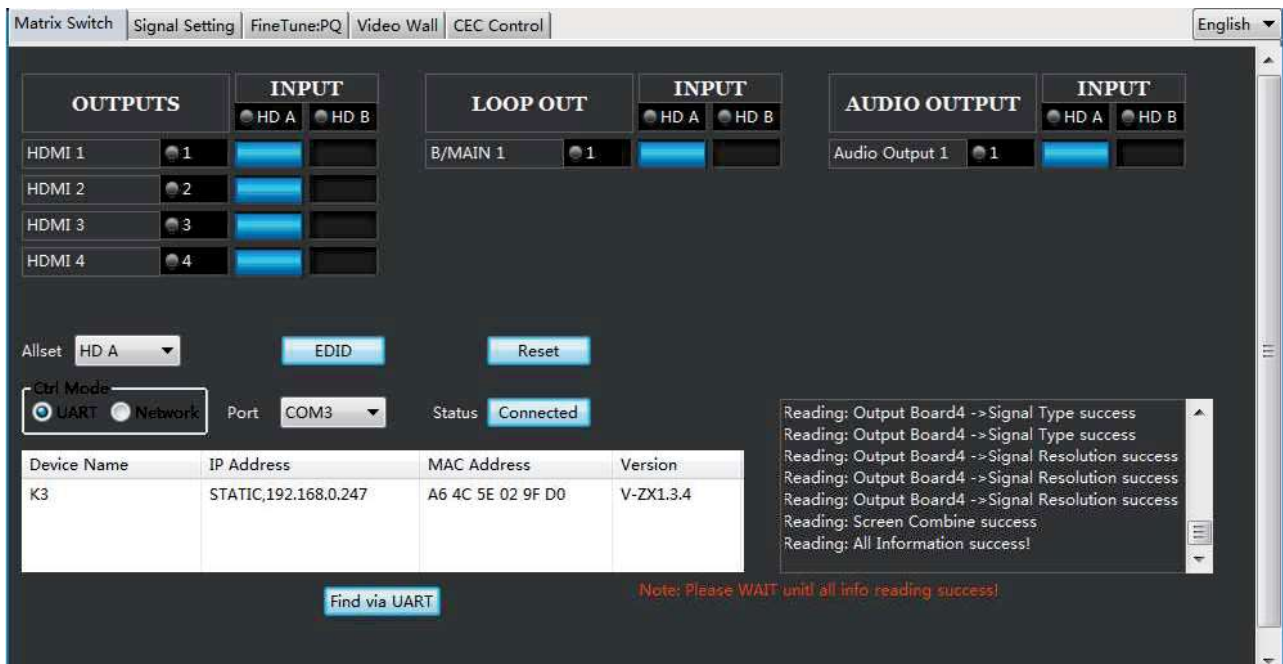 Matrix Switch Signal Setting FineTune:PQ Video Wall CEC Control English
OUTPUTS INPUT LOOP OUT INPUT AUDIO OUTPUT INPUT
HD A HD B HD A HD B HD A HD B
HDMI 1 1 B/MAIN 1 1 Audio Output 1 1
HDMI 2 2
HDMI 3 3
HDMI 4 4
Allset HD A EDID Reset
Ctrl Mode
UART Network Port COM3 Status Connected
Device Name IP Address MAC Address Version
K3 STATIC,192.168.0.247 A6 4C 5E 02 9F D0 V-ZX1.3.4
Reading: Output Board4 ->Signal Type success
Reading: Output Board4 ->Signal Type success
Reading: Output Board4 ->Signal Resolution success
Reading: Output Board4 ->Signal Resolution success
Reading: Output Board4 ->Signal Resolution success
Reading: Screen Combine success
Reading: All Information success!
Find via UART
Note: Please WAIT unitl all info reading success!